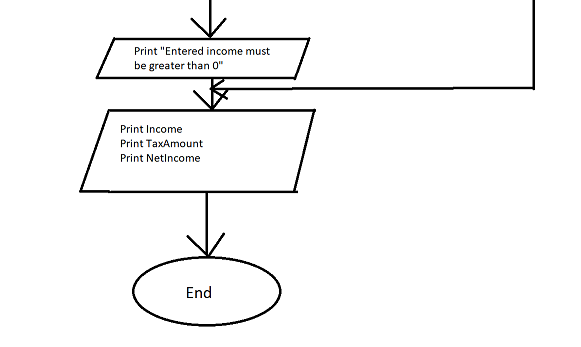 Print "Entered income must
be greater than 0"
Print Income
Print TaxAmount
Print NetIncome
End